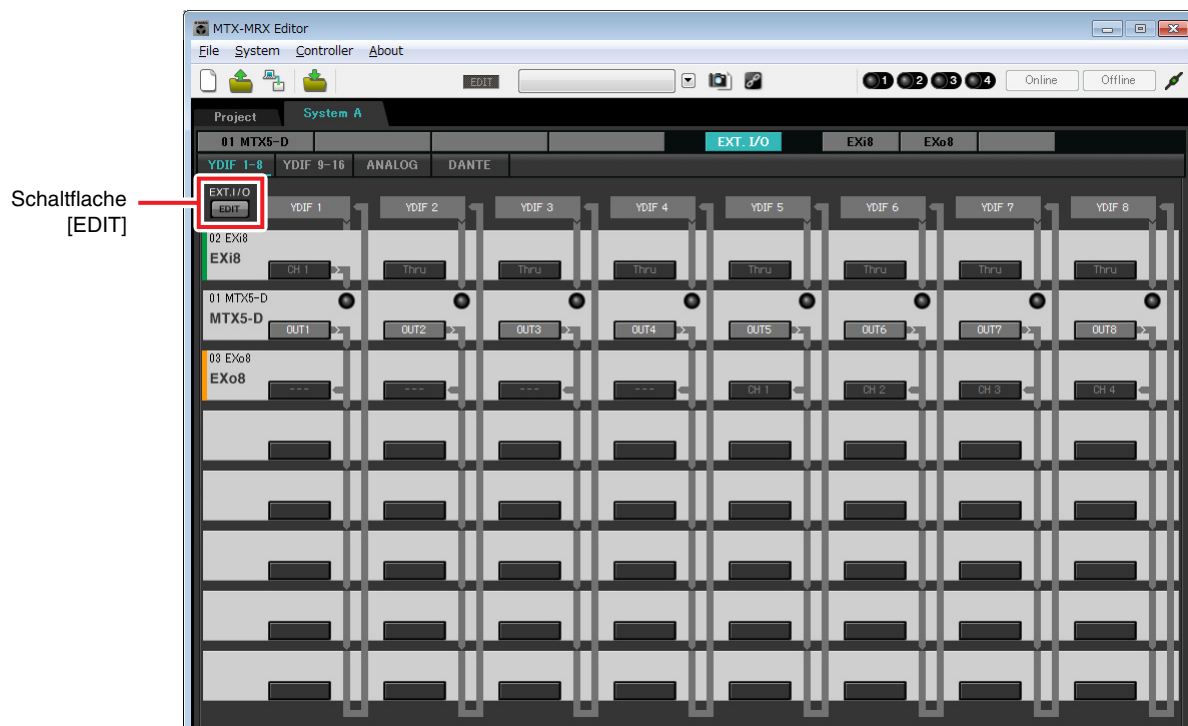 MTX-MRX Editor
File System Controller About
EDIT 1 2 3 4 Online Offline
Project System A
01 MTX5-D EXT. I/O EXi8 EXo8
YDIF 1-8 YDIF 9-16 ANALOG DANTE
Schaltflache
[EDIT]
EXT.I/O
EDIT YDIF 1 YDIF 2 YDIF 3 YDIF 4 YDIF 5 YDIF 6 YDIF 7 YDIF 8
02 EXi8
EXi8
CH 1 Thru Thru Thru Thru Thru Thru Thru
01 MTX5-D
MTX5-D
OUT1 OUT2 OUT3 OUT4 OUT5 OUT6 OUT7 OUT8
03 EXo8
EXo8
--- --- --- --- CH 1 CH 2 CH 3 CH 4